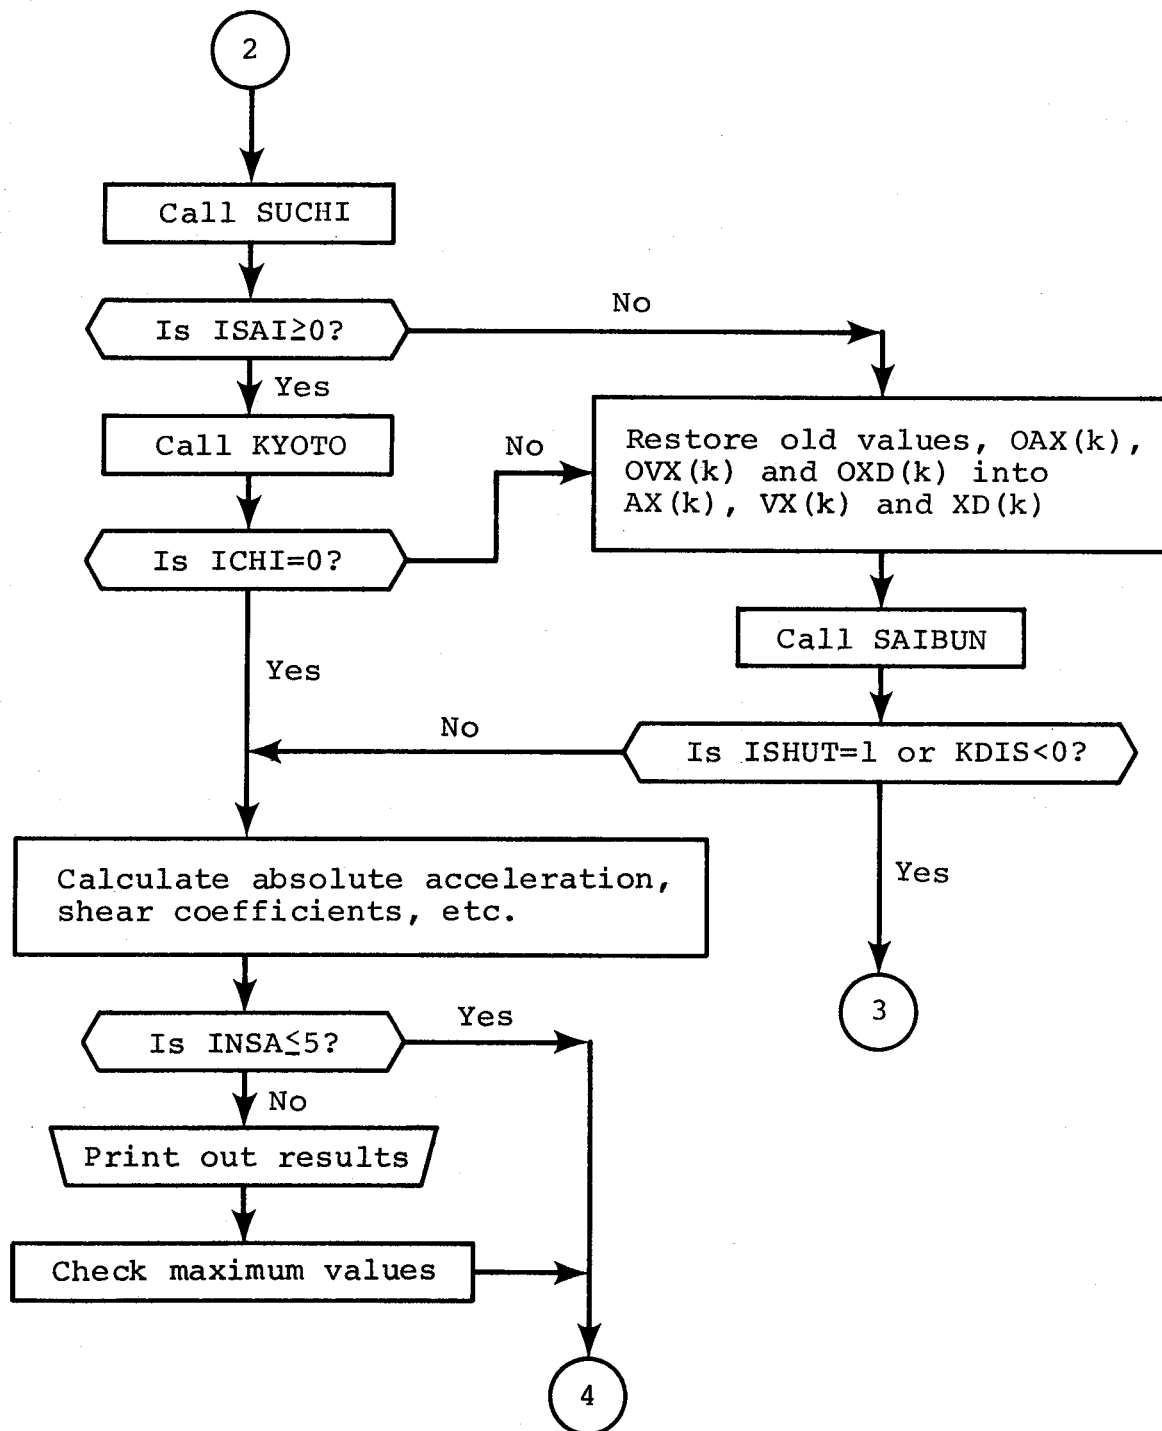 2
Call SUCHI
Is ISAI≥0?
No
Yes
Call KYOTO
No
Restore old values, OAX(k),
OVX(k) and OXD(k) into
AX(k), VX(k) and XD(k)
Is ICHI=0?
Call SAIBUN
Yes
No
Is ISHUT=1 or KDIS<0?
Calculate absolute acceleration,
shear coefficients, etc.
Yes
3
Is INSA≤5?
Yes
No
Print out results
Check maximum values
4